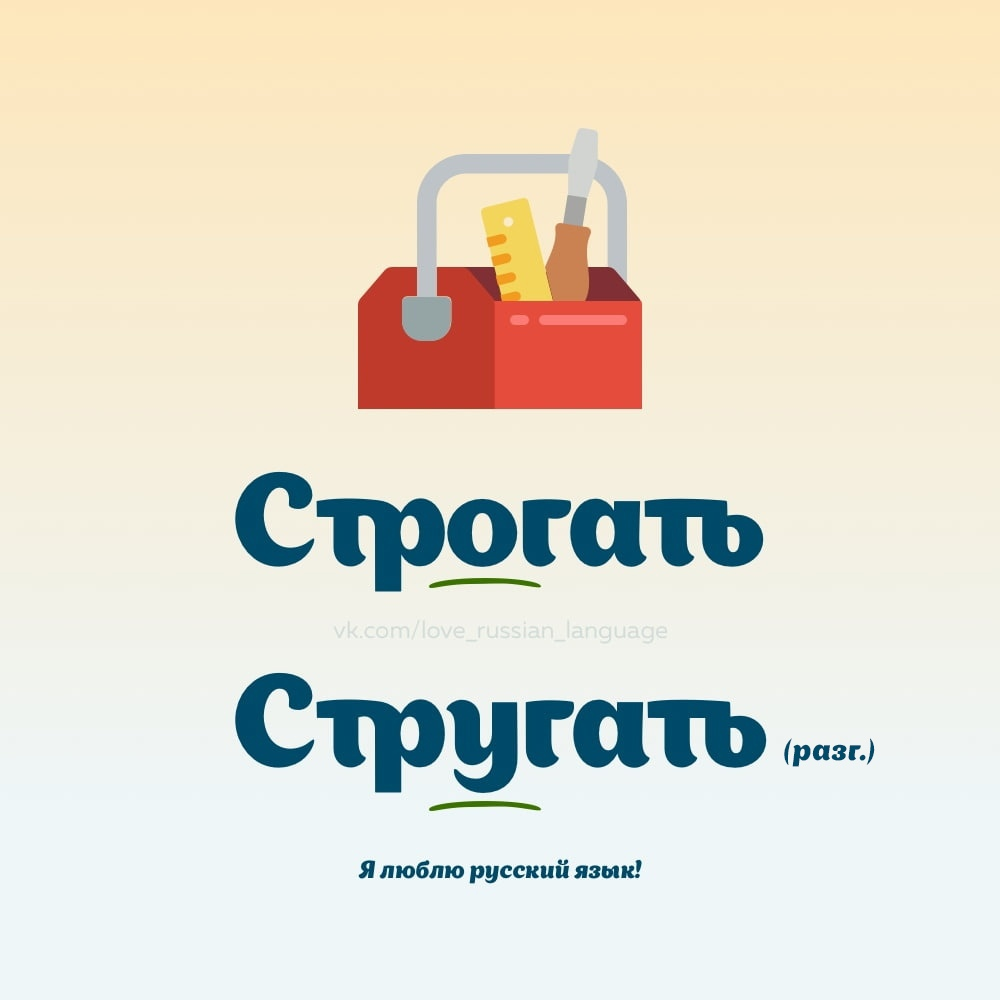 Строгать
vk.com/love_russian_language
Стругать (разг.)
Я люблю русский язык!